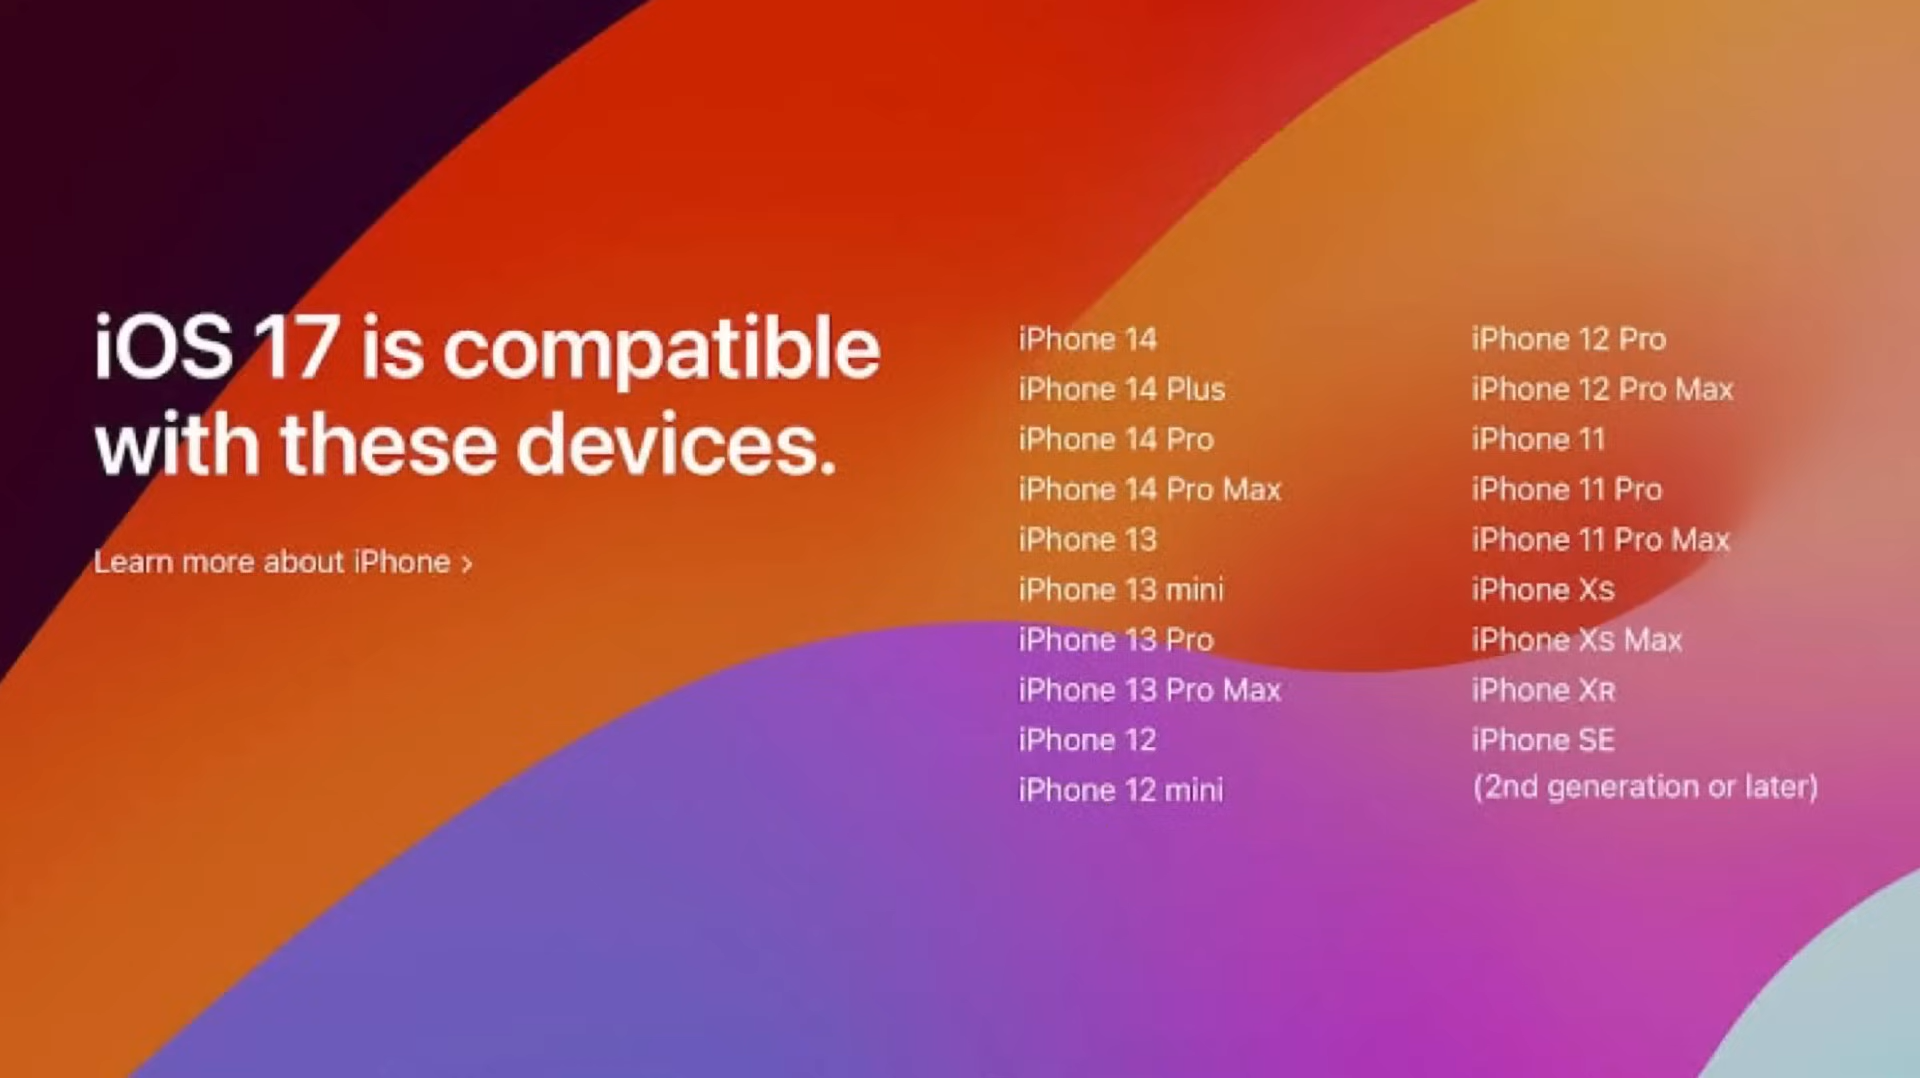 iOS 17 is compatible
with these devices.
Learn more about iPhone ›
iPhone 14
iPhone 14 Plus
iPhone 14 Pro
iPhone 14 Pro Max
iPhone 13
iPhone 13 mini
iPhone 13 Pro
iPhone 13 Pro Max
iPhone 12
iPhone 12 mini
iPhone 12 Pro
iPhone 12 Pro Max
iPhone 11
iPhone 11 Pro
iPhone 11 Pro Max
iPhone XS
iPhone XS Max
iPhone XR
iPhone SE
(2nd generation or later)